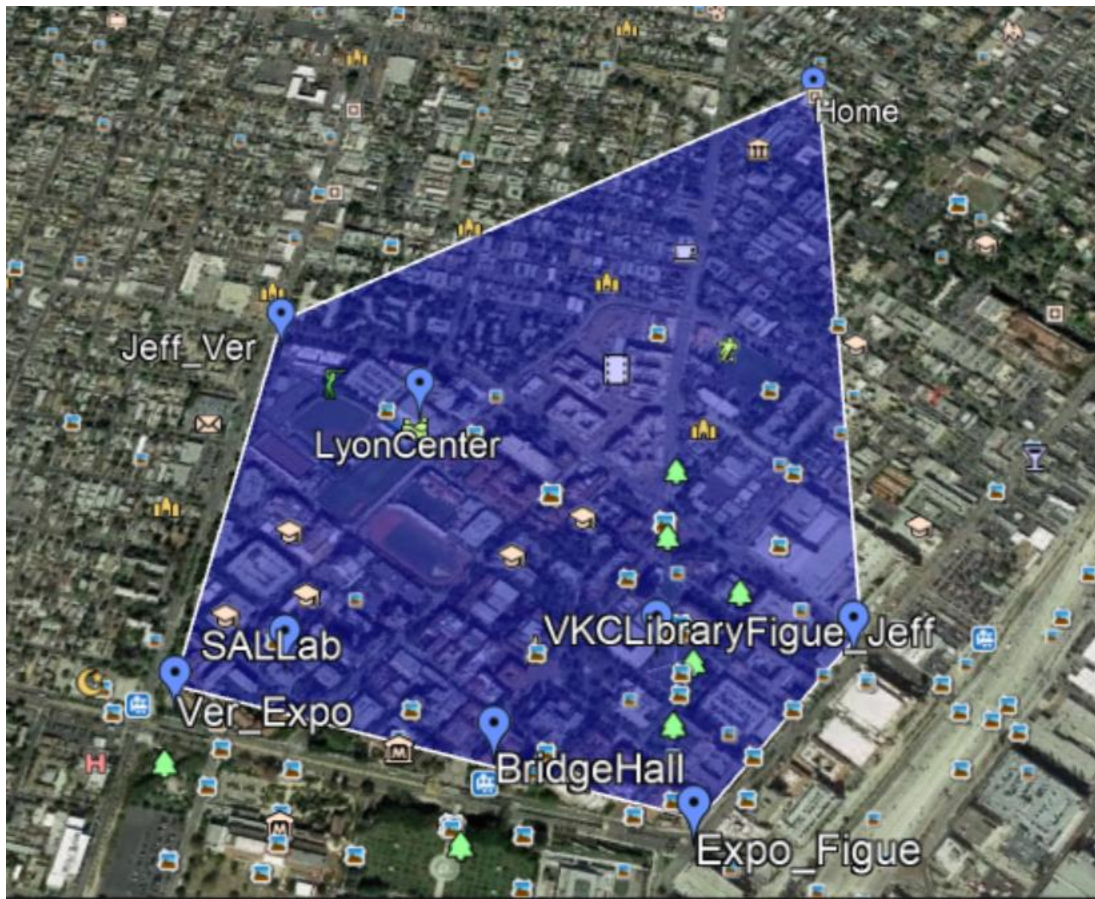 Home
Jeff_Ver
LyonCenter
VKCLibrary
Figue_Jeff
SALLab
Ver_Expo
BridgeHall
Expo_Figue
H